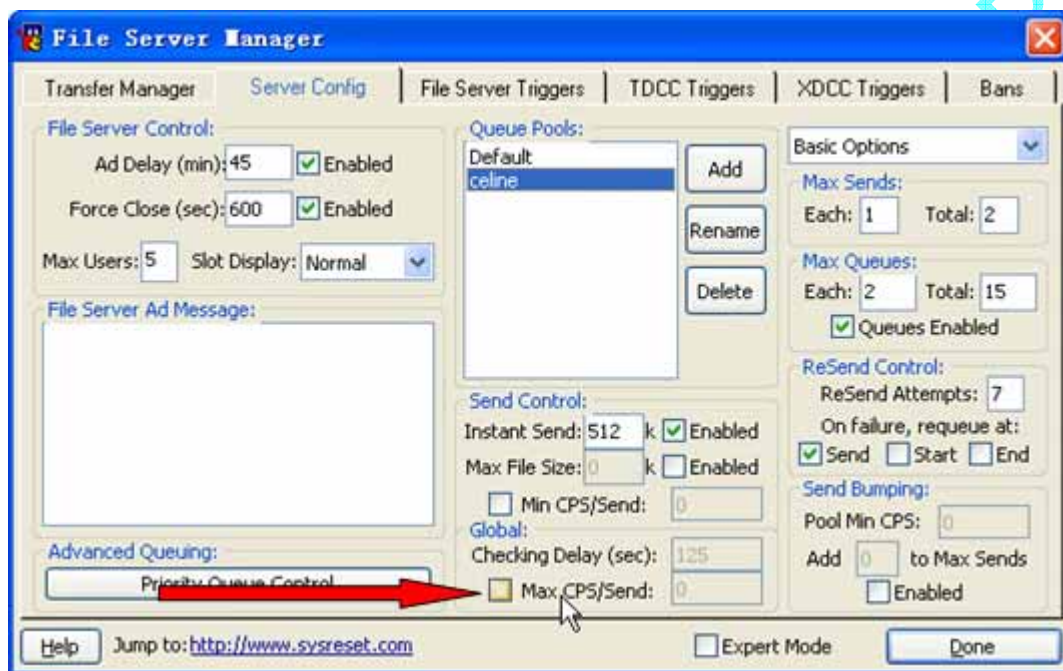 File Server Manager
Transfer Manager
Server Config
File Server Triggers
TDCC Triggers
XDCC Triggers
Bans
File Server Control:
Ad Delay (min): 45 Enabled
Force Close (sec): 600 Enabled
Max Users: 5 Slot Display: Normal
File Server Ad Message:
Advanced Queuing:
Priority Queue Control
Queue Pools:
Default
celine
Add
Rename
Delete
Send Control:
Instant Send: 512 k Enabled
Max File Size: 0 k Enabled
Min CPS/Send: 0
Global:
Checking Delay (sec): 125
Max CPS/Send: 0
Basic Options
Max Sends:
Each: 1 Total: 2
Max Queues:
Each: 2 Total: 15
Queues Enabled
ReSend Control:
ReSend Attempts: 7
On failure, requeue at:
Send Start End
Send Bumping:
Pool Min CPS: 0
Add 0 to Max Sends
Enabled
Help Jump to: http://www.sysreset.com Expert Mode Done